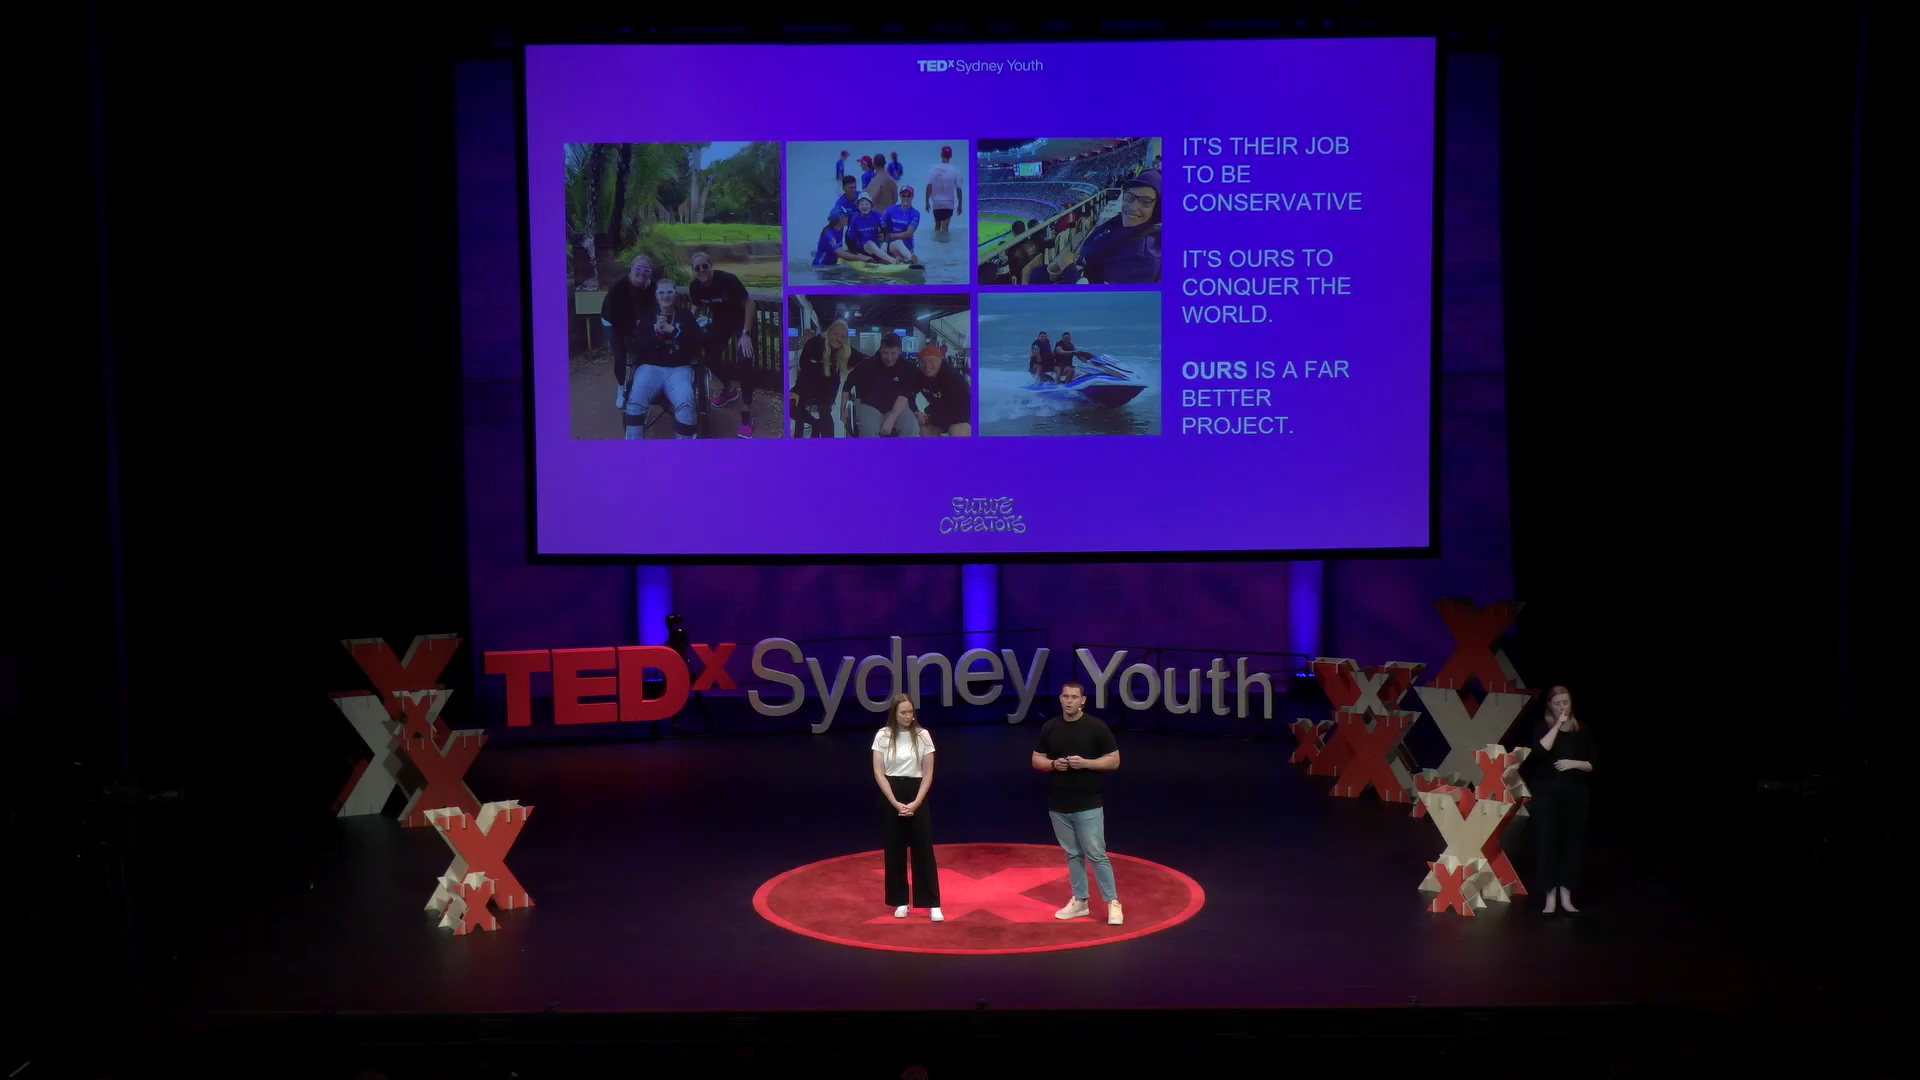 TEDx Sydney Youth
IT'S THEIR JOB
TO BE
CONSERVATIVE
IT'S OURS TO
CONQUER THE
WORLD.
OURS IS A FAR
BETTER
PROJECT.
FUTURE
CREATORS
TEDx Sydney Youth